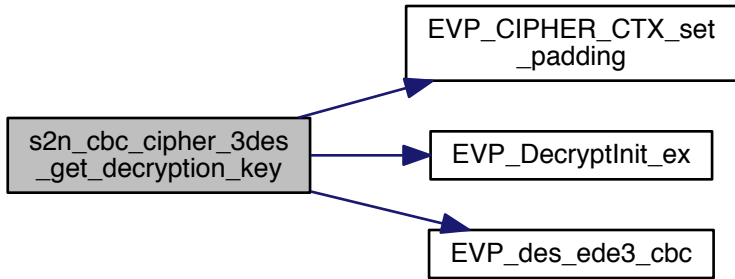 s2n_cbc_cipher_3des
_get_decryption_key
EVP_CIPHER_CTX_set
_padding
EVP_DecryptInit_ex
EVP_des_ede3_cbc